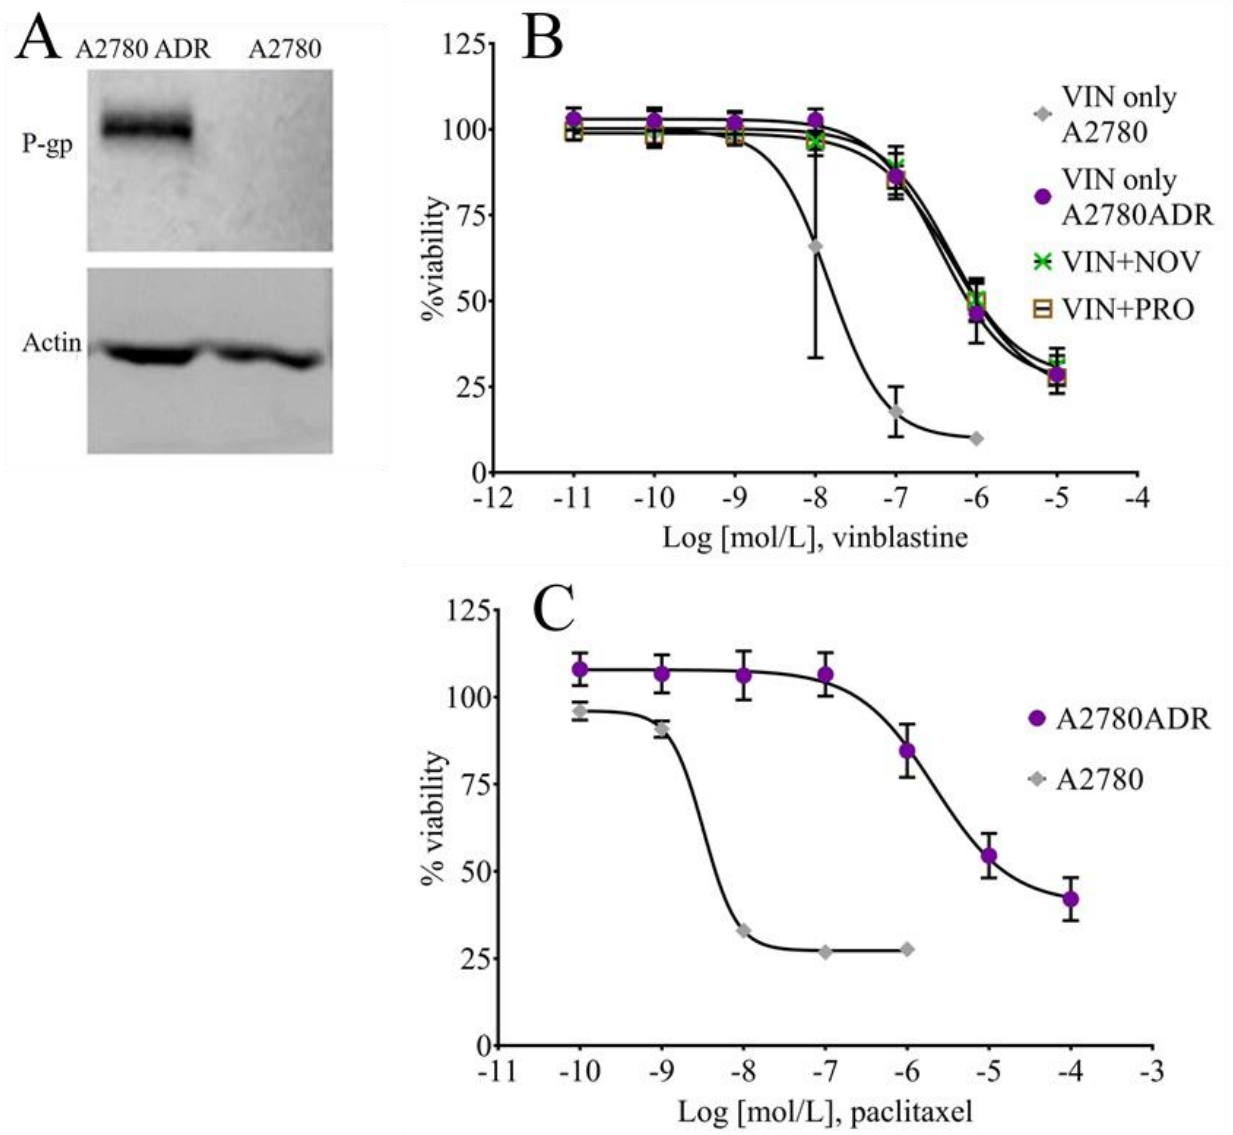 A
A2780 ADR A2780
P-gp
Actin
B
125
100
75
50
25
0
%viability
-12 -11 -10 -9 -8 -7 -6 -5 -4
Log [mol/L], vinblastine
VIN only
A2780
VIN only
A2780ADR
VIN+NOV
VIN+PRO
C
125
100
75
50
25
0
% viability
-11 -10 -9 -8 -7 -6 -5 -4 -3
Log [mol/L], paclitaxel
A2780ADR
A2780